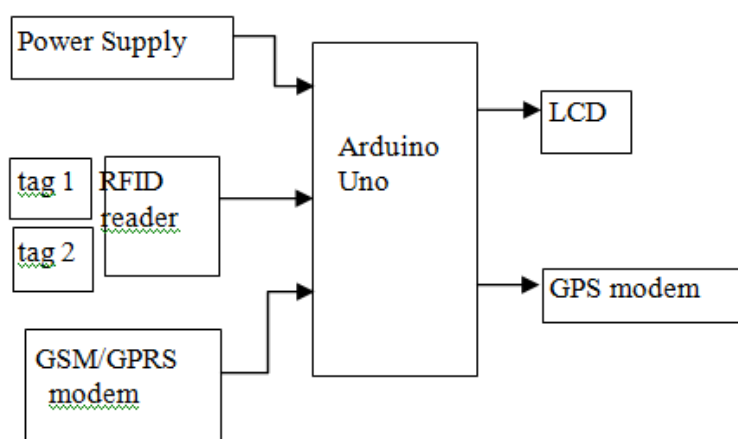 Power Supply
tag 1
RFID
reader
tag 2
GSM/GPRS
modem
Arduino
Uno
LCD
GPS modem